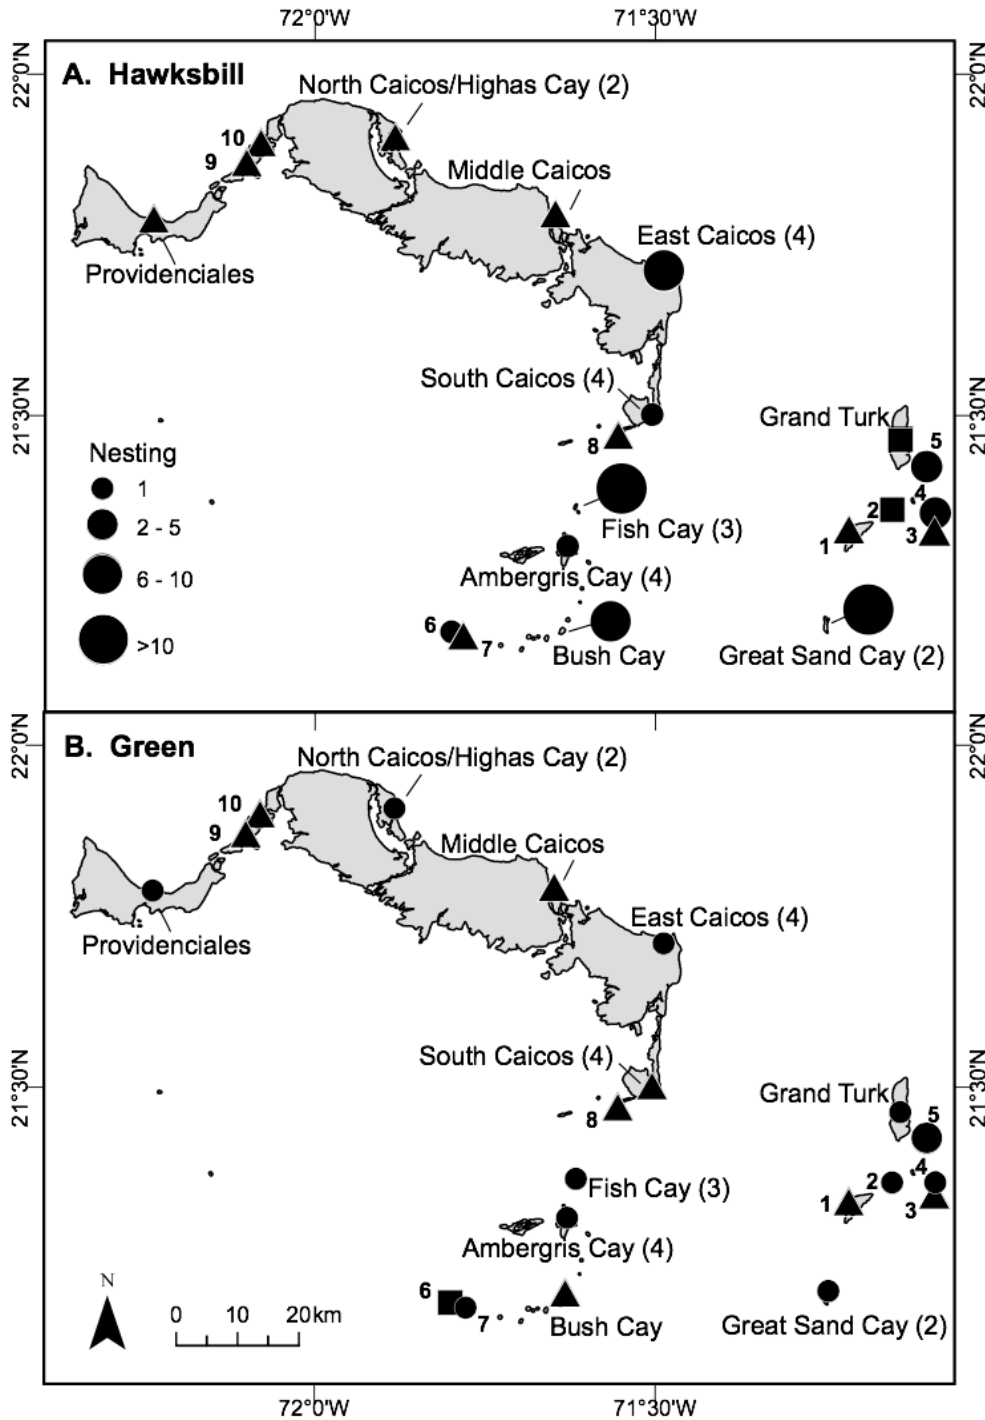 72°0'W 71°30'W
22°0'N 22°0'N
A. Hawksbill
North Caicos/Highas Cay (2)
10
9
Middle Caicos
East Caicos (4)
Providenciales
South Caicos (4)
21°30'N 21°30'N
Grand Turk
5
8
Nesting
1
2 - 5
6 - 10
>10
4
2
3
1
Fish Cay (3)
Ambergris Cay (4)
6
7
Bush Cay
Great Sand Cay (2)
B. Green
22°0'N 22°0'N
North Caicos/Highas Cay (2)
10
9
Middle Caicos
East Caicos (4)
Providenciales
South Caicos (4)
21°30'N 21°30'N
Grand Turk
5
8
4
2
Fish Cay (3)
1
3
Ambergris Cay (4)
N
6
7
0 10 20km
Bush Cay
Great Sand Cay (2)
72°0'W 71°30'W